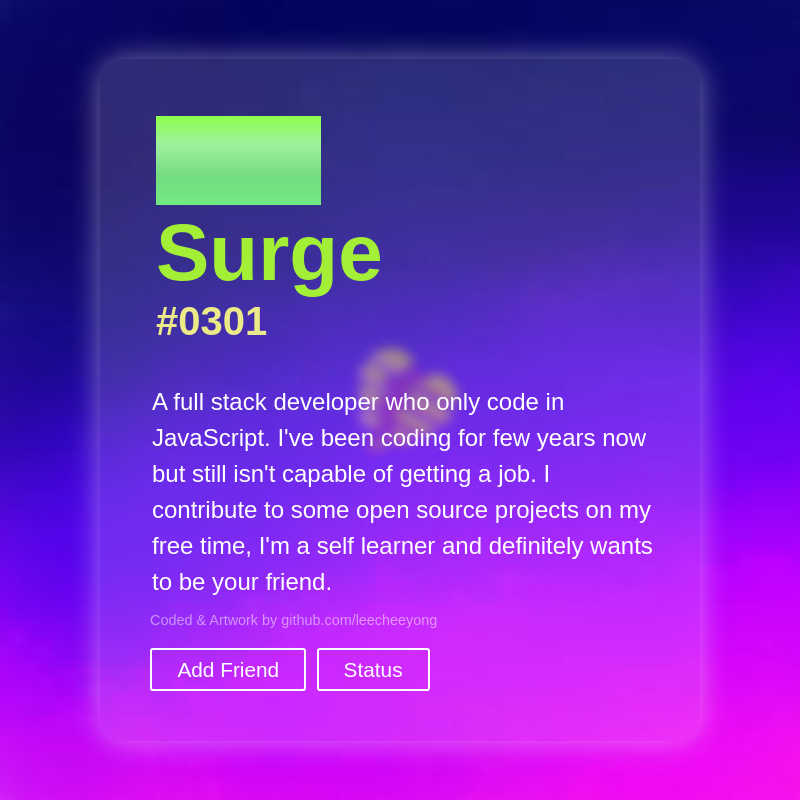 Surge
#0301
A full stack developer who only code in
JavaScript. I've been coding for few years now
but still isn't capable of getting a job. I
contribute to some open source projects on my
free time, I'm a self learner and definitely wants
to be your friend.
Coded & Artwork by github.com/leecheeyong
Add Friend
Status